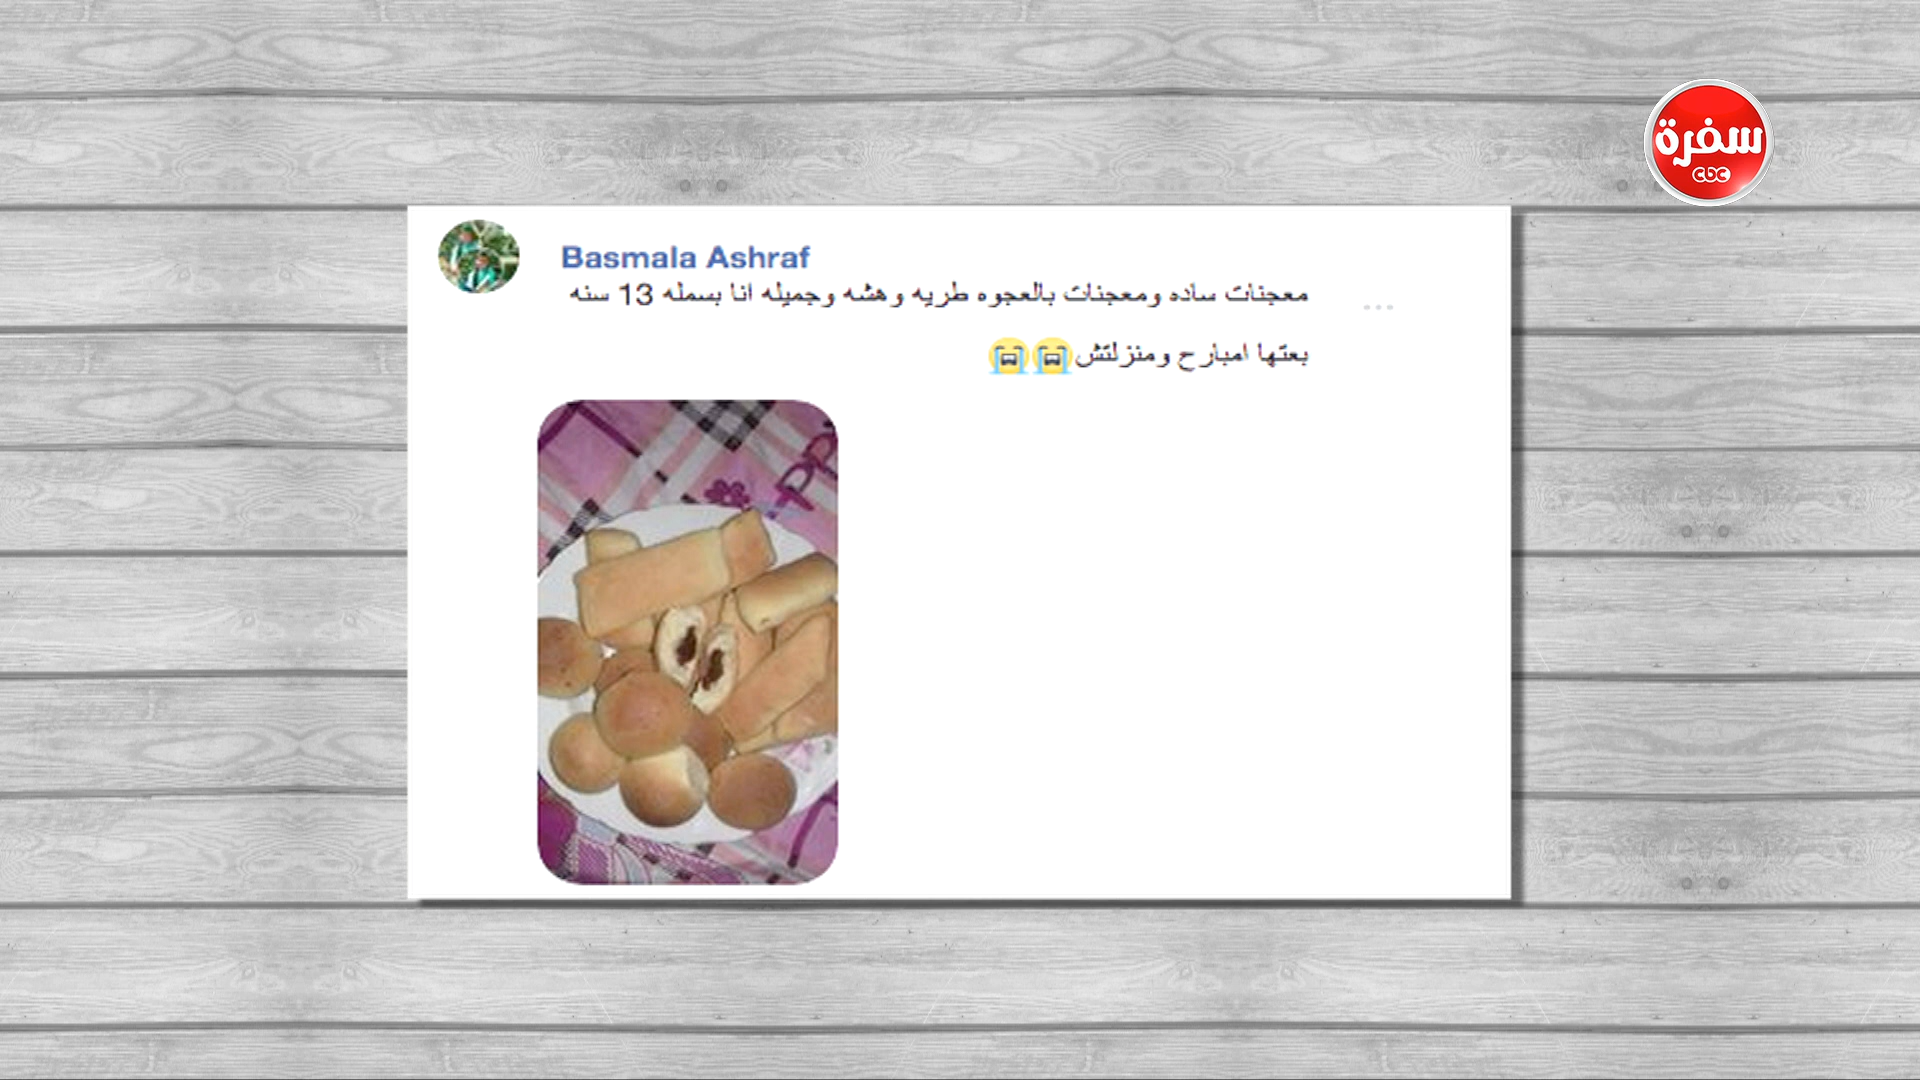 سفرة
cbc
Basmala Ashraf
معجنات ساده ومعجنات بالعجوه طريه وهشه وجميله انا بسمله 13 سنه
بعتها امبارح ومنزلتش😭😭